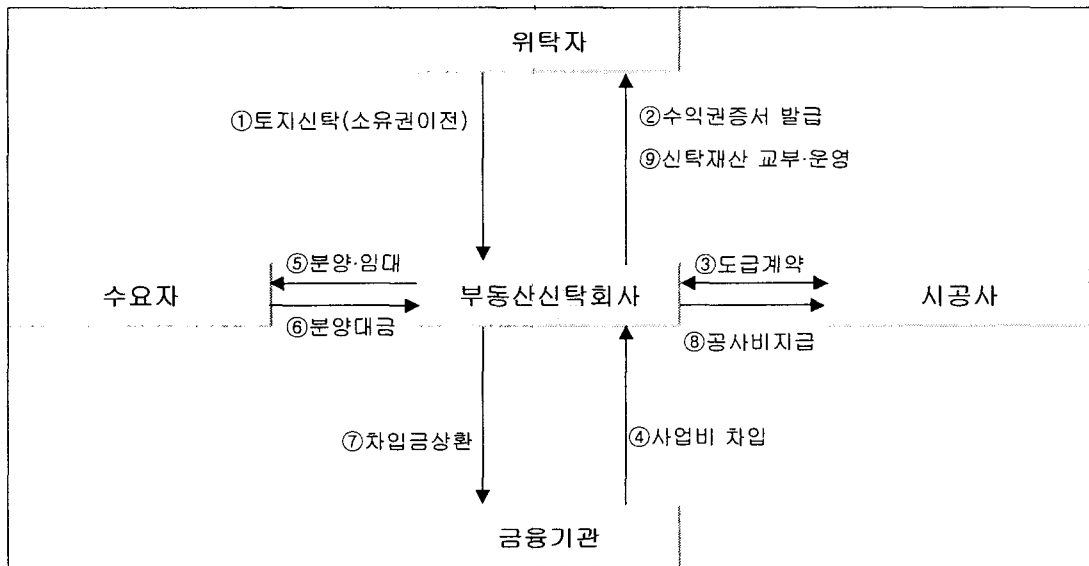 위탁자
①토지신탁(소유권이전)
②수익권증서 발급
⑨신탁재산 교부·운영
⑤분양·임대
③도급계약
수요자
부동산신탁회사
시공사
⑥분양대금
⑧공사비지급
⑦차입금상환
④사업비 차입
금융기관